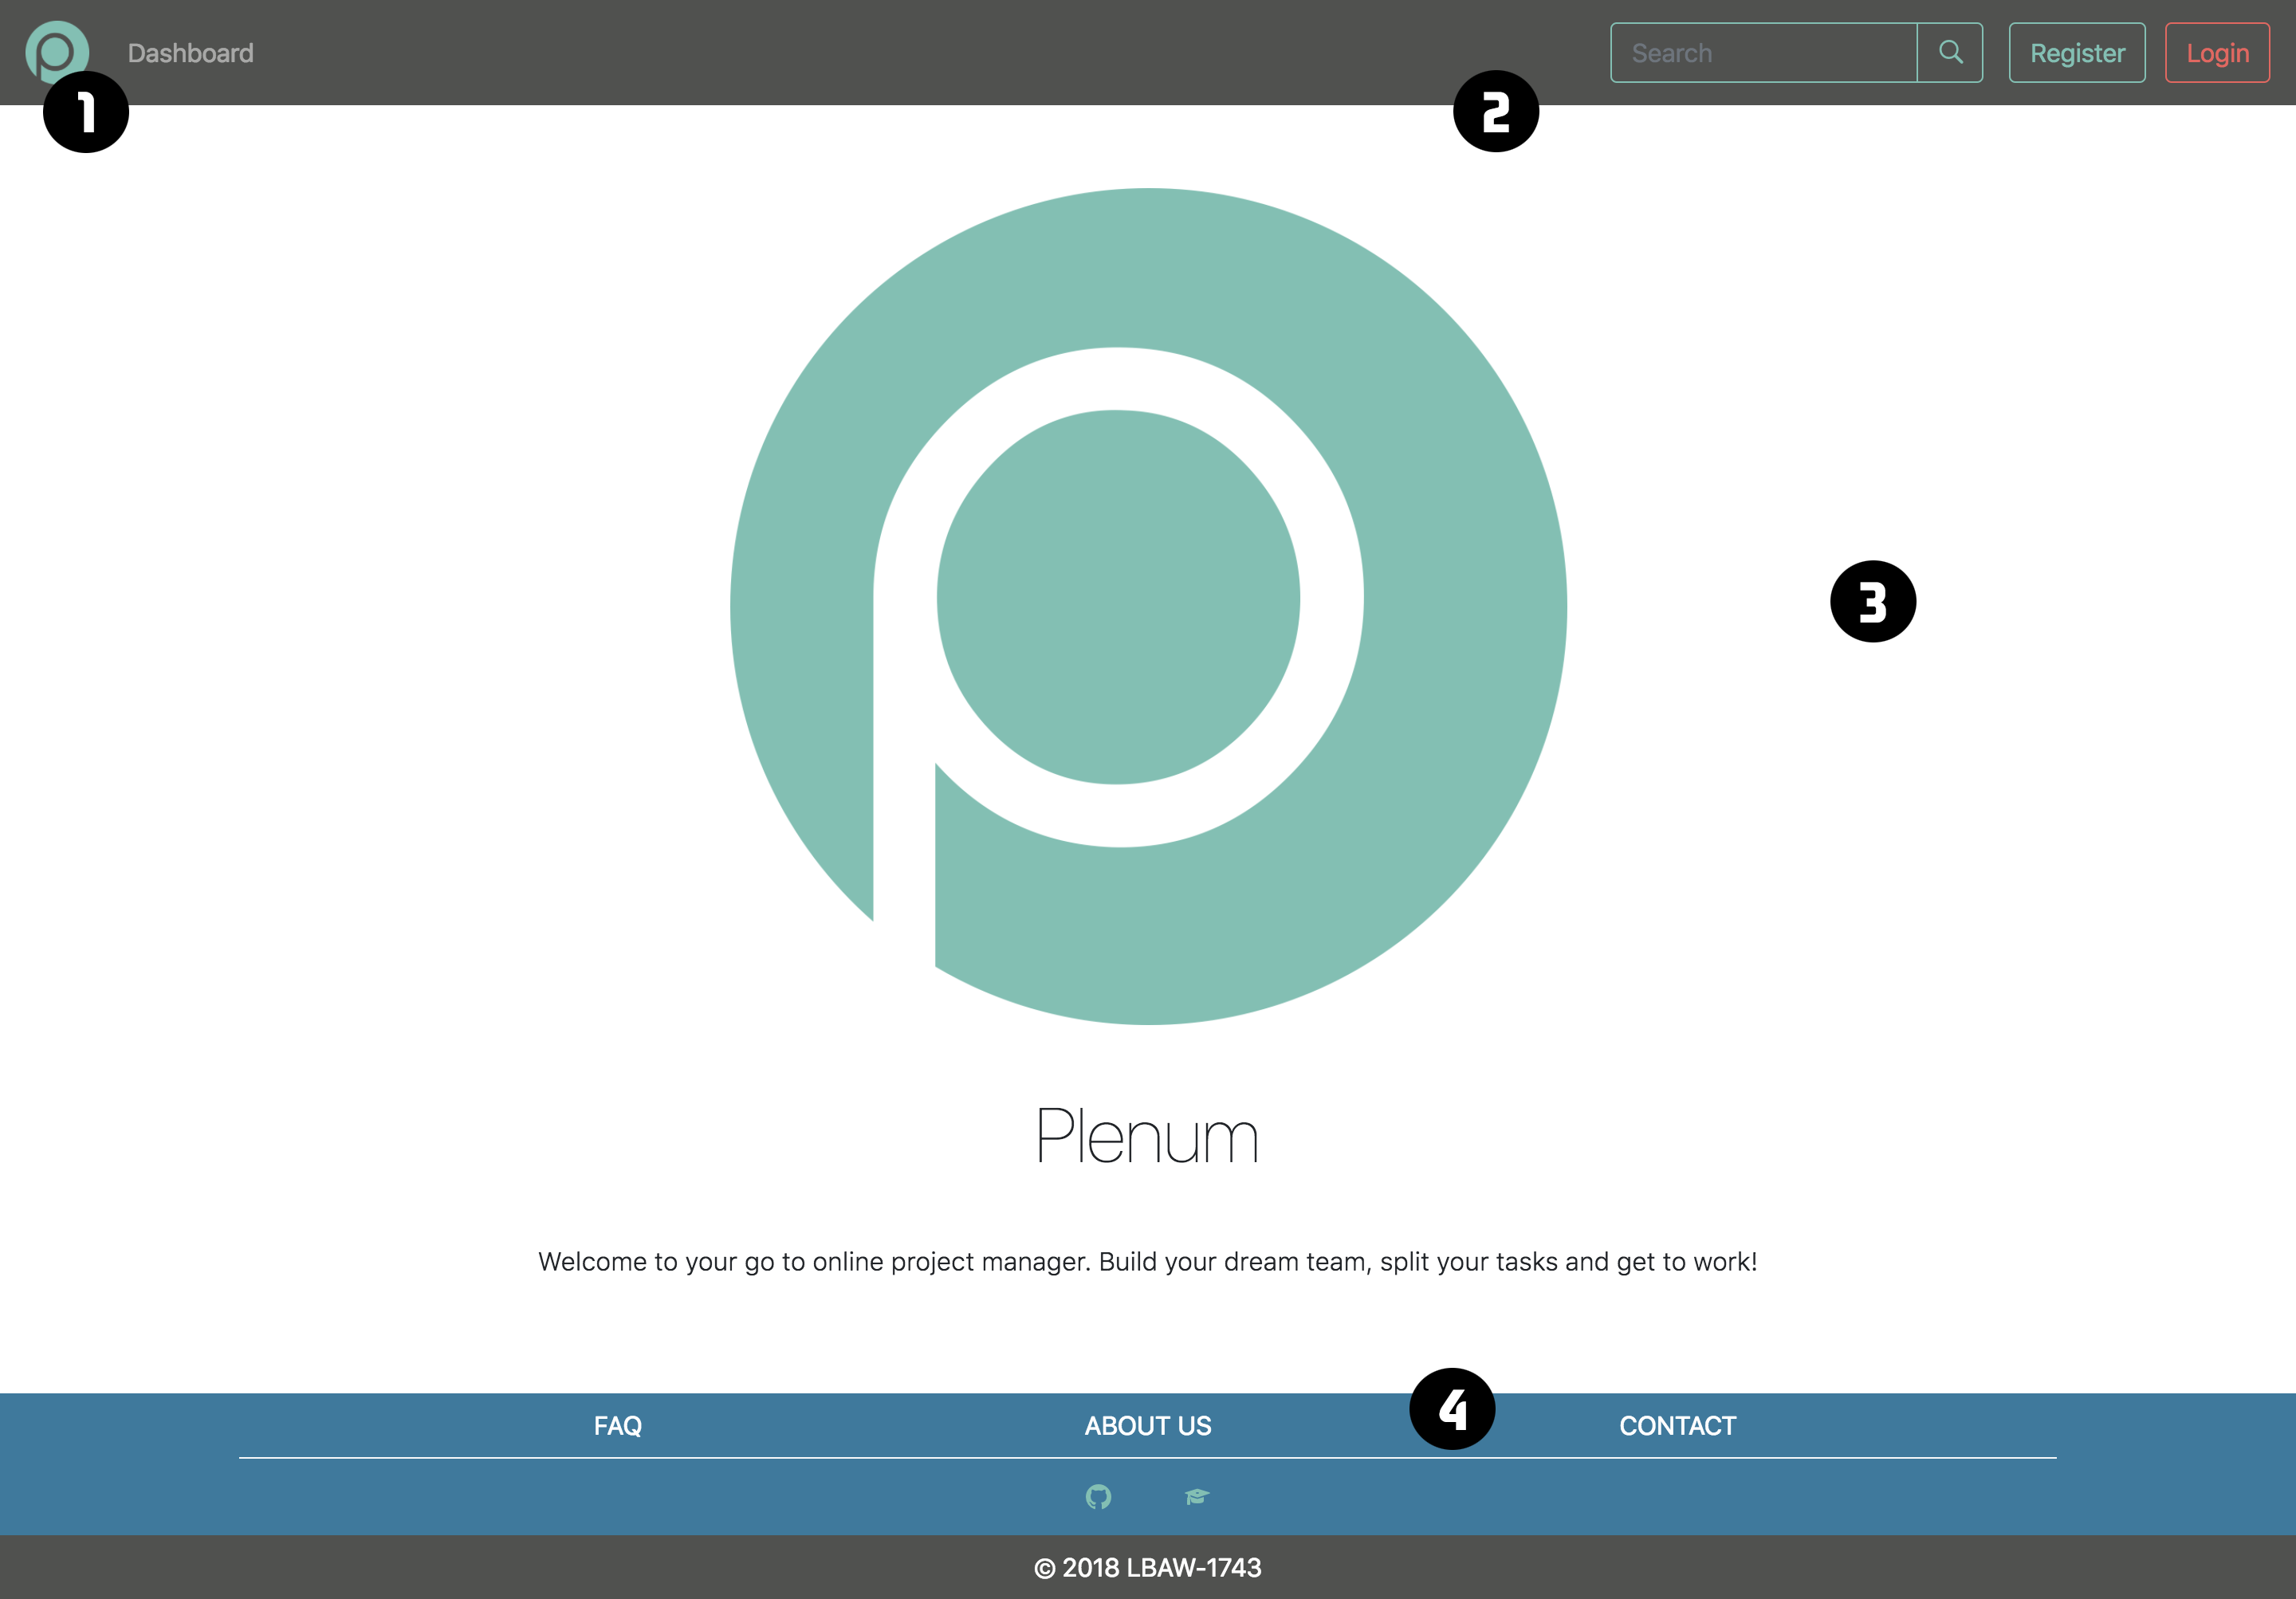 Dashboard
Search
Register
Login
1
2
3
Plenum
Welcome to your go to online project manager. Build your dream team, split your tasks and get to work!
4
FAQ
ABOUT US
CONTACT
© 2018 LBAW-1743